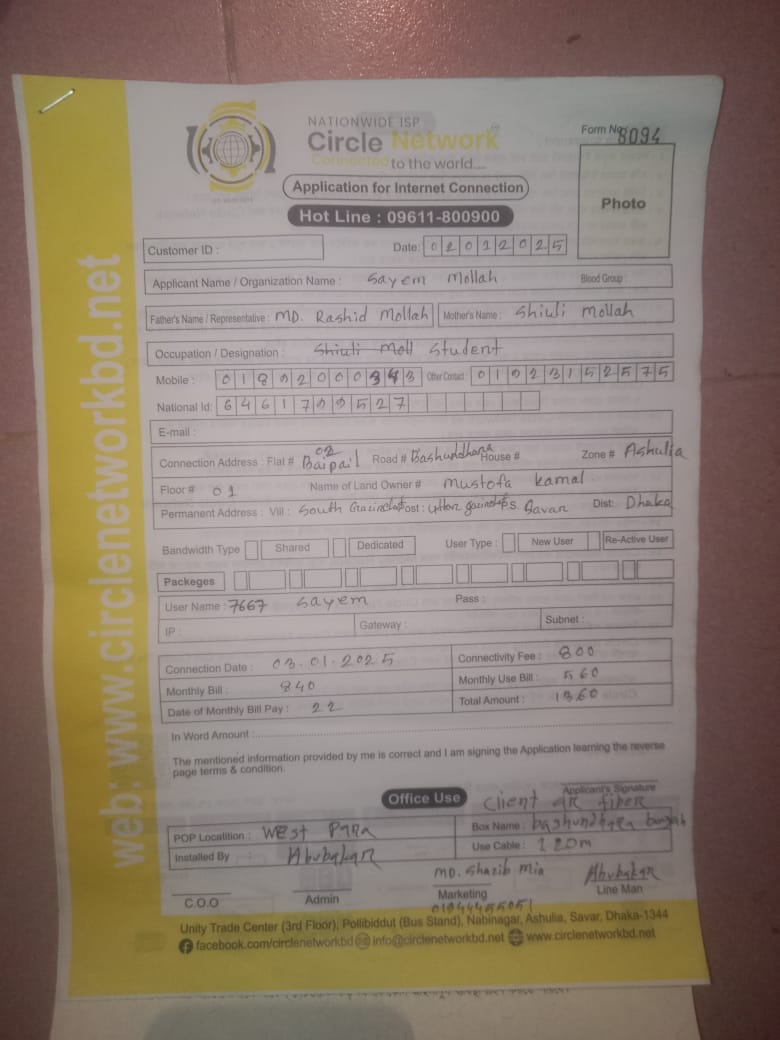 NATIONWIDE ISP
Circle Network
Connected to the world....
Form No: 8094
Application for Internet Connection
Hot Line : 09611-800900
Photo
Customer ID :
Date: 02012025
Applicant Name / Organization Name : Sayem Mollah Blood Group :
Father's Name / Representative : MD. Rashid Mollah Mother's Name : Shiuli Mollah
Occupation / Designation : Shiuli Moll Student
Mobile : 01892000343 Other Contact 01923152575
National Id: 6461799527
E-mail :
Connection Address : Flat # 02 Baipail Road # Bashuddhara House # Zone # Ashulia
Floor # 01 Name of Land Owner # Mustofa Kamal
Permanent Address : Vill : South Post : P.S. Savar Dist: Dhaka
Bandwidth Type Shared Dedicated User Type : New User Re-Active User
Packeges
User Name : 7667 Sayem Pass :
IP : Gateway : Subnet :
Connection Date : 03.01.2025 Connectivity Fee : 800
Monthly Bill : 840 Monthly Use Bill : 560
Date of Monthly Bill Pay : 22 Total Amount : 1360
In Word Amount :
The mentioned information provided by me is correct and I am signing the Application learning the reverse
page terms & condition.
Applicant's Signature
Office Use Client fiber
POP Locatition : West Para Box Name : bashundhara
Installed By : Abubakar Use Cable : 120m
MD. Sharib Mia Abubakar
C.O.O Admin Marketing Line Man
Unity Trade Center (3rd Floor), Pollibiddut (Bus Stand), Nabinagar, Ashulia, Savar, Dhaka-1344
facebook.com/circlenetworkbd info@circlenetworkbd.net www.circlenetworkbd.net
web: www.circlenetworkbd.net